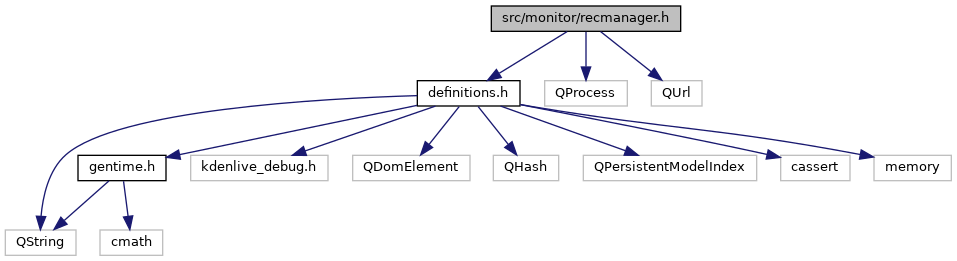 src/monitor/recmanager.h
definitions.h
QProcess
QUrl
gentime.h
kdenlive_debug.h
QDomElement
QHash
QPersistentModelIndex
cassert
memory
QString
cmath